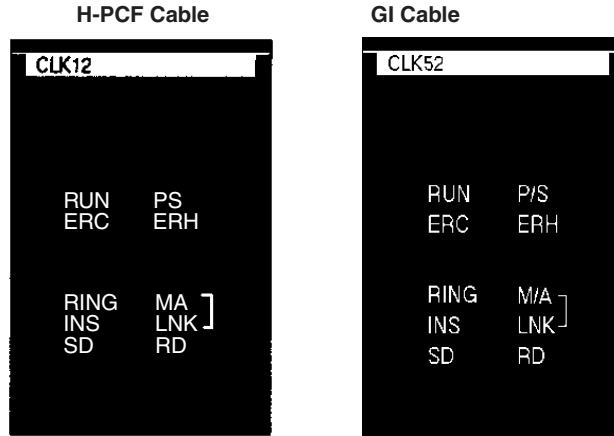 H-PCF Cable GI Cable
CLK12
RUN PS
ERC ERH
RING MA
INS LNK
SD RD
CLK52
RUN P/S
ERC ERH
RING M/A
INS LNK
SD RD